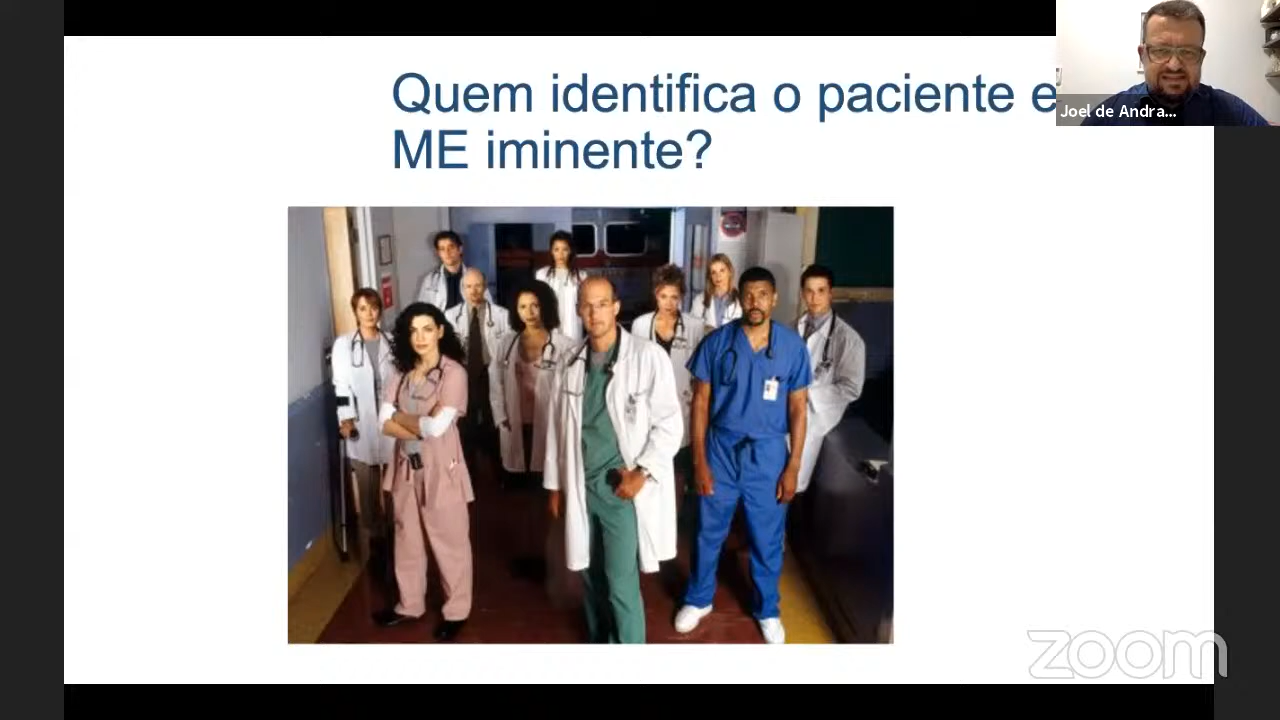 Quem identifica o paciente e
ME iminente?
Joel de Andra...
zoom